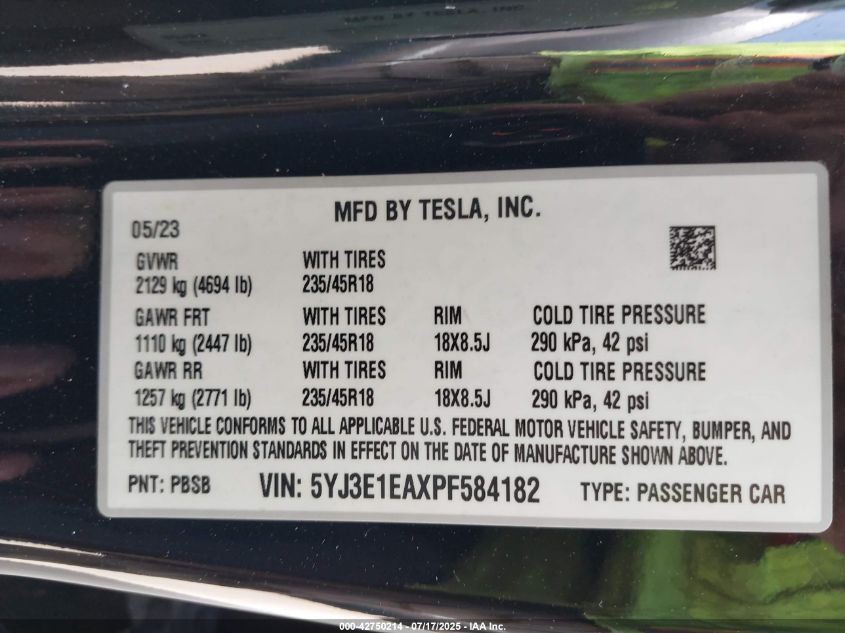 MFD BY TESLA, INC.
MFD BY TESLA, INC.
05/23
GVWR WITH TIRES
2129 kg (4694 lb) 235/45R18
GAWR FRT WITH TIRES RIM COLD TIRE PRESSURE
1110 kg (2447 lb) 235/45R18 18X8.5J 290 kPa, 42 psi
GAWR RR WITH TIRES RIM COLD TIRE PRESSURE
1257 kg (2771 lb) 235/45R18 18X8.5J 290 kPa, 42 psi
THIS VEHICLE CONFORMS TO ALL APPLICABLE U.S. FEDERAL MOTOR VEHICLE SAFETY, BUMPER, AND
THEFT PREVENTION STANDARDS IN EFFECT ON THE DATE OF MANUFACTURE SHOWN ABOVE.
PNT: PBSB VIN: 5YJ3E1EAXPF584182 TYPE: PASSENGER CAR
000-42750214 - 07/17/2025 - IAA Inc.